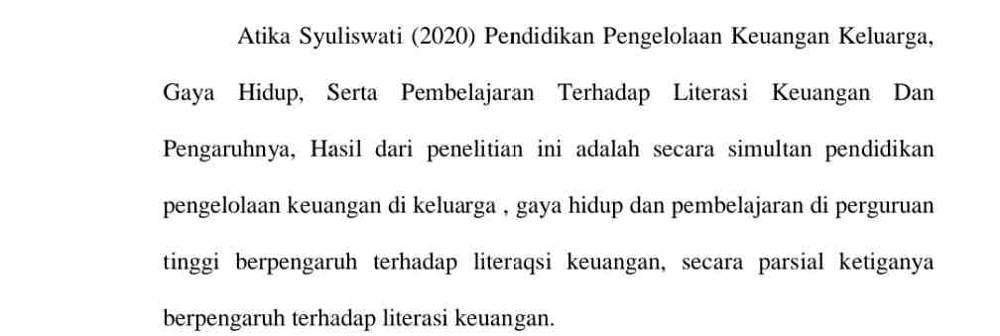 Atika Syuliswati (2020) Pendidikan Pengelolaan Keuangan Keluarga,
Gaya Hidup, Serta Pembelajaran Terhadap Literasi Keuangan Dan
Pengaruhnya, Hasil dari penelitian ini adalah secara simultan pendidikan
pengelolaan keuangan di keluarga , gaya hidup dan pembelajaran di perguruan
tinggi berpengaruh terhadap literaqsi keuangan, secara parsial ketiganya
berpengaruh terhadap literasi keuangan.